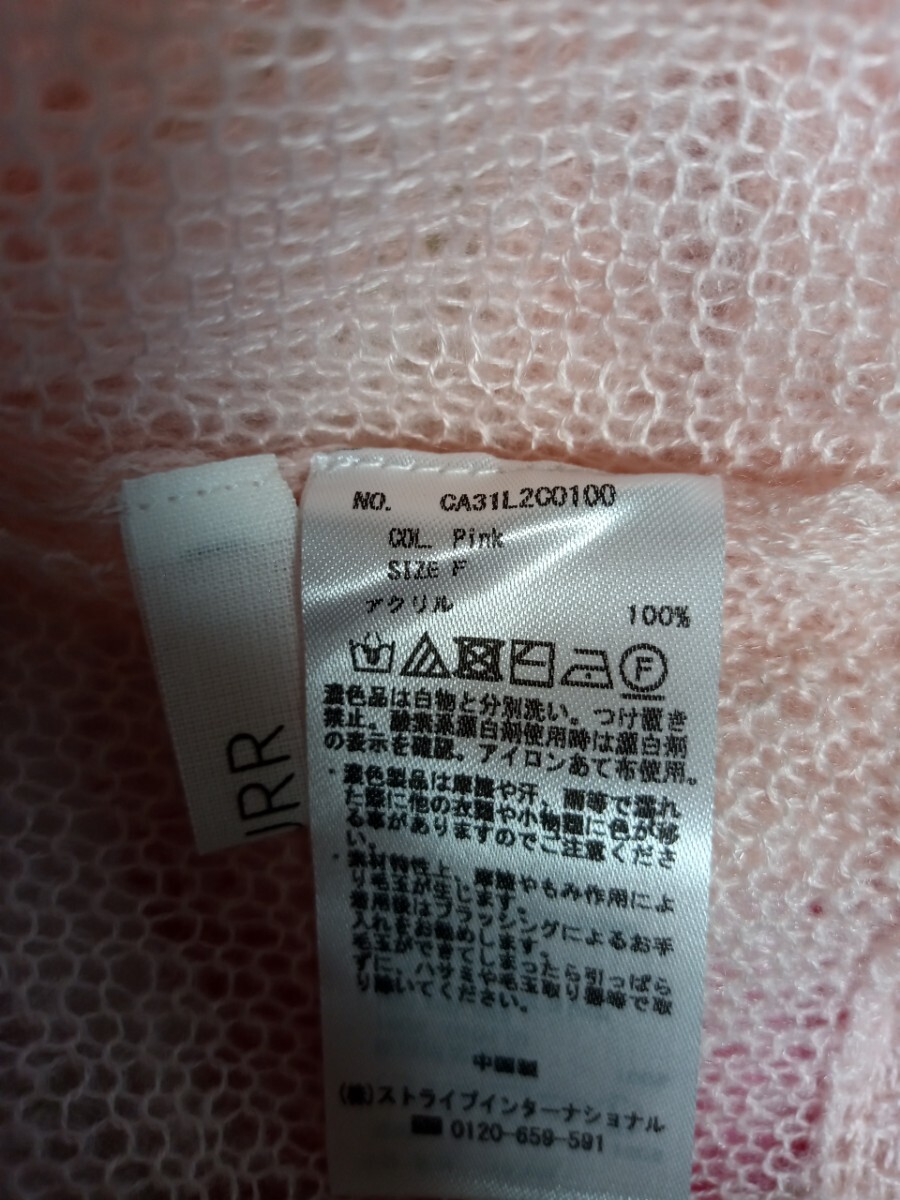 NO. CA31L2C0100
COL. Pink
SIZE F
アクリル 100%
F
濃色品は白物と分別洗い。つけ置き
禁止。酸素系漂白剤使用時は漂白剤
の表示を確認。アイロンあて布使用。
・濃色製品は摩擦や汗、雨等で濡れ
た際に他の衣類や小物類に色が移
る事がありますのでご注意くださ
い。
・素材特性上、摩擦やもみ作用によ
り毛玉が生じます。
着用後はブラッシングによるお手
入れをお勧めします。
毛玉ができてしまったら引っぱら
ずに、ハサミや毛玉取り器等で取
り除いてください。
中国製
(株)ストライプインターナショナル
0120-659-591
URR